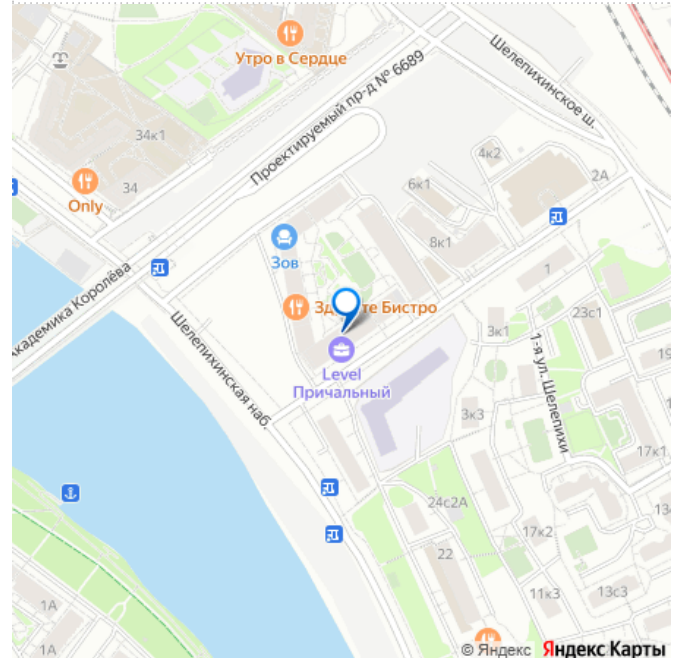 Утро в Сердце
Шелепихинское ш.
Проектируемый пр-д № 6689
34к1
4к2
34
6к1
2А
Only
8к1
Зов
1
Академика Королёва
Бистро
23с1
3к1
1-я ул. Шелепихи
Шелепихинская наб.
Level
Причальный
19
3к3
17к1
24с2А
13
17к2
22
11к3
13с3
1А
1А
© Яндекс Яндекс Карты